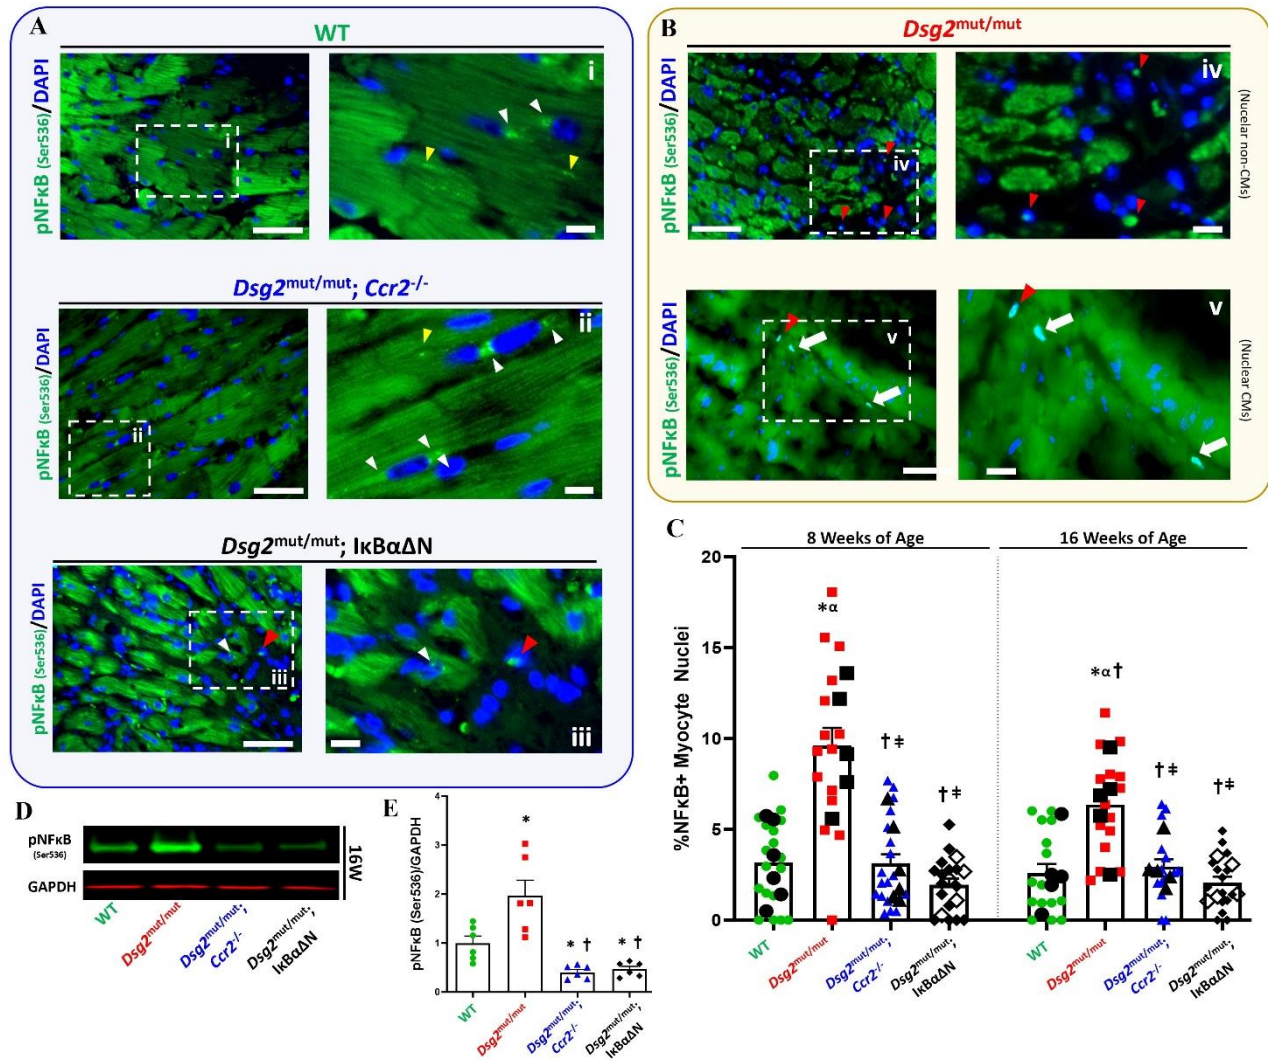 A
WT
pNFκB (Ser536)/DAPI
i
i
Dsg2mut/mut; Ccr2-/-
pNFκB (Ser536)/DAPI
ii
ii
Dsg2mut/mut; IκBαΔN
pNFκB (Ser536)/DAPI
iii
iii
B
Dsg2mut/mut
pNFκB (Ser536)/DAPI
iv
iv
(Nucelar non-CMs)
pNFκB (Ser536)/DAPI
v
v
(Nuclear CMs)
C
8 Weeks of Age
16 Weeks of Age
%NFκB+ Myocyte Nuclei
20
15
10
5
0
*α
†‡
†‡
*α†
†‡
†‡
WT
Dsg2mut/mut
Dsg2mut/mut;
Ccr2-/-
Dsg2mut/mut;
IκBαΔN
WT
Dsg2mut/mut
Dsg2mut/mut;
Ccr2-/-
Dsg2mut/mut;
IκBαΔN
D
pNFκB
(Ser536)
GAPDH
16W
WT
Dsg2mut/mut
Dsg2mut/mut;
Ccr2-/-
Dsg2mut/mut;
IκBαΔN
E
pNFκB (Ser536)/GAPDH
4
3
2
1
0
*
* †
* †
WT
Dsg2mut/mut
Dsg2mut/mut;
Ccr2-/-
Dsg2mut/mut;
IκBαΔN